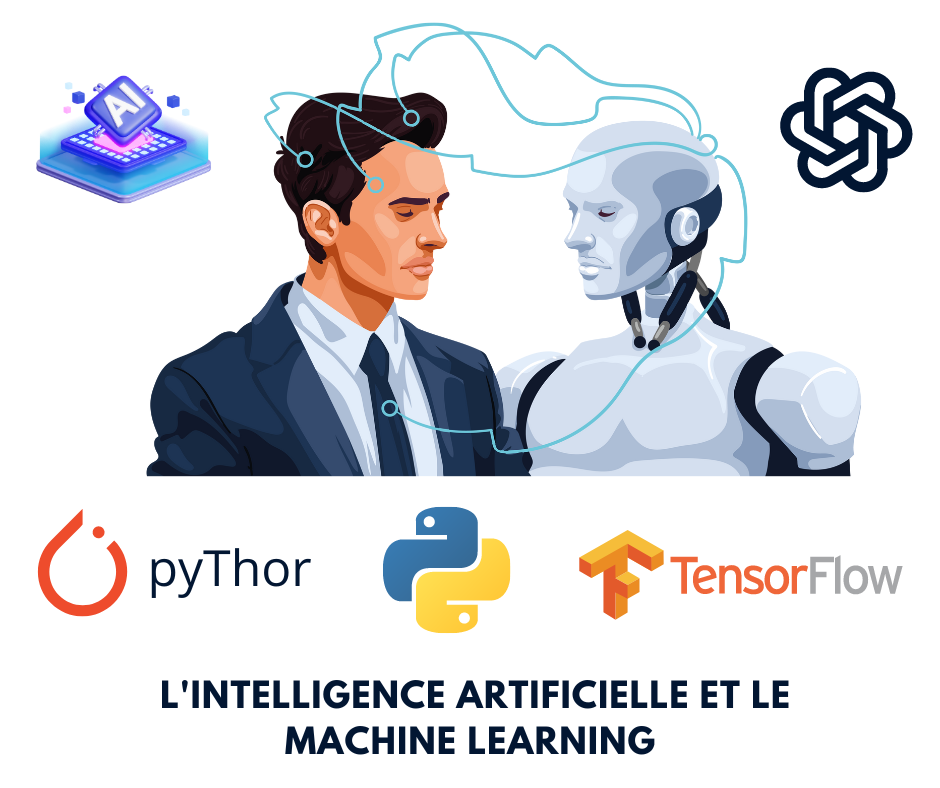 AI
pyThor
TensorFlow
L'INTELLIGENCE ARTIFICIELLE ET LE
MACHINE LEARNING